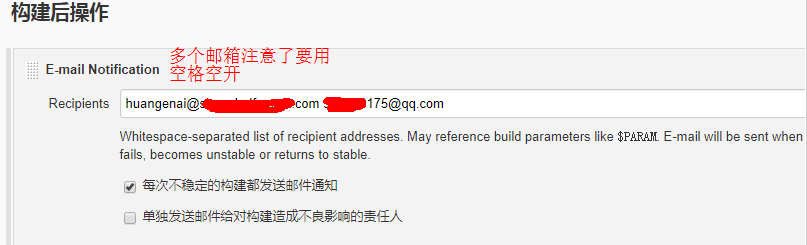 构建后操作
E-mail Notification
多个邮箱注意了要用
空格空开
Recipients
huangenai@ com 175@qq.com
Whitespace-separated list of recipient addresses. May reference build parameters like $PARAM. E-mail will be sent when
fails, becomes unstable or returns to stable.
每次不稳定的构建都发送邮件通知
单独发送邮件给对构建造成不良影响的责任人